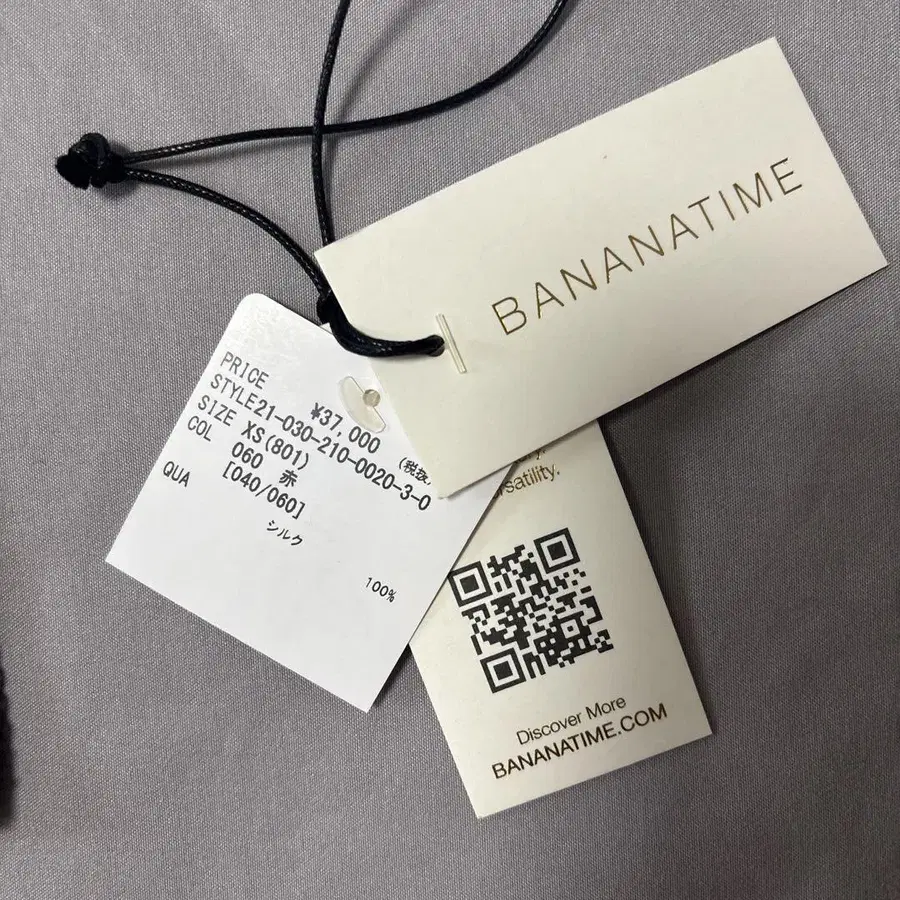 BANANATIME
PRICE ¥37,000 (税抜
STYLE21-030-210-0020-3-0
SIZE XS(801)
COL 060 赤
[040/060]
QUA
シルク
100%
Discover More
BANANATIME.COM